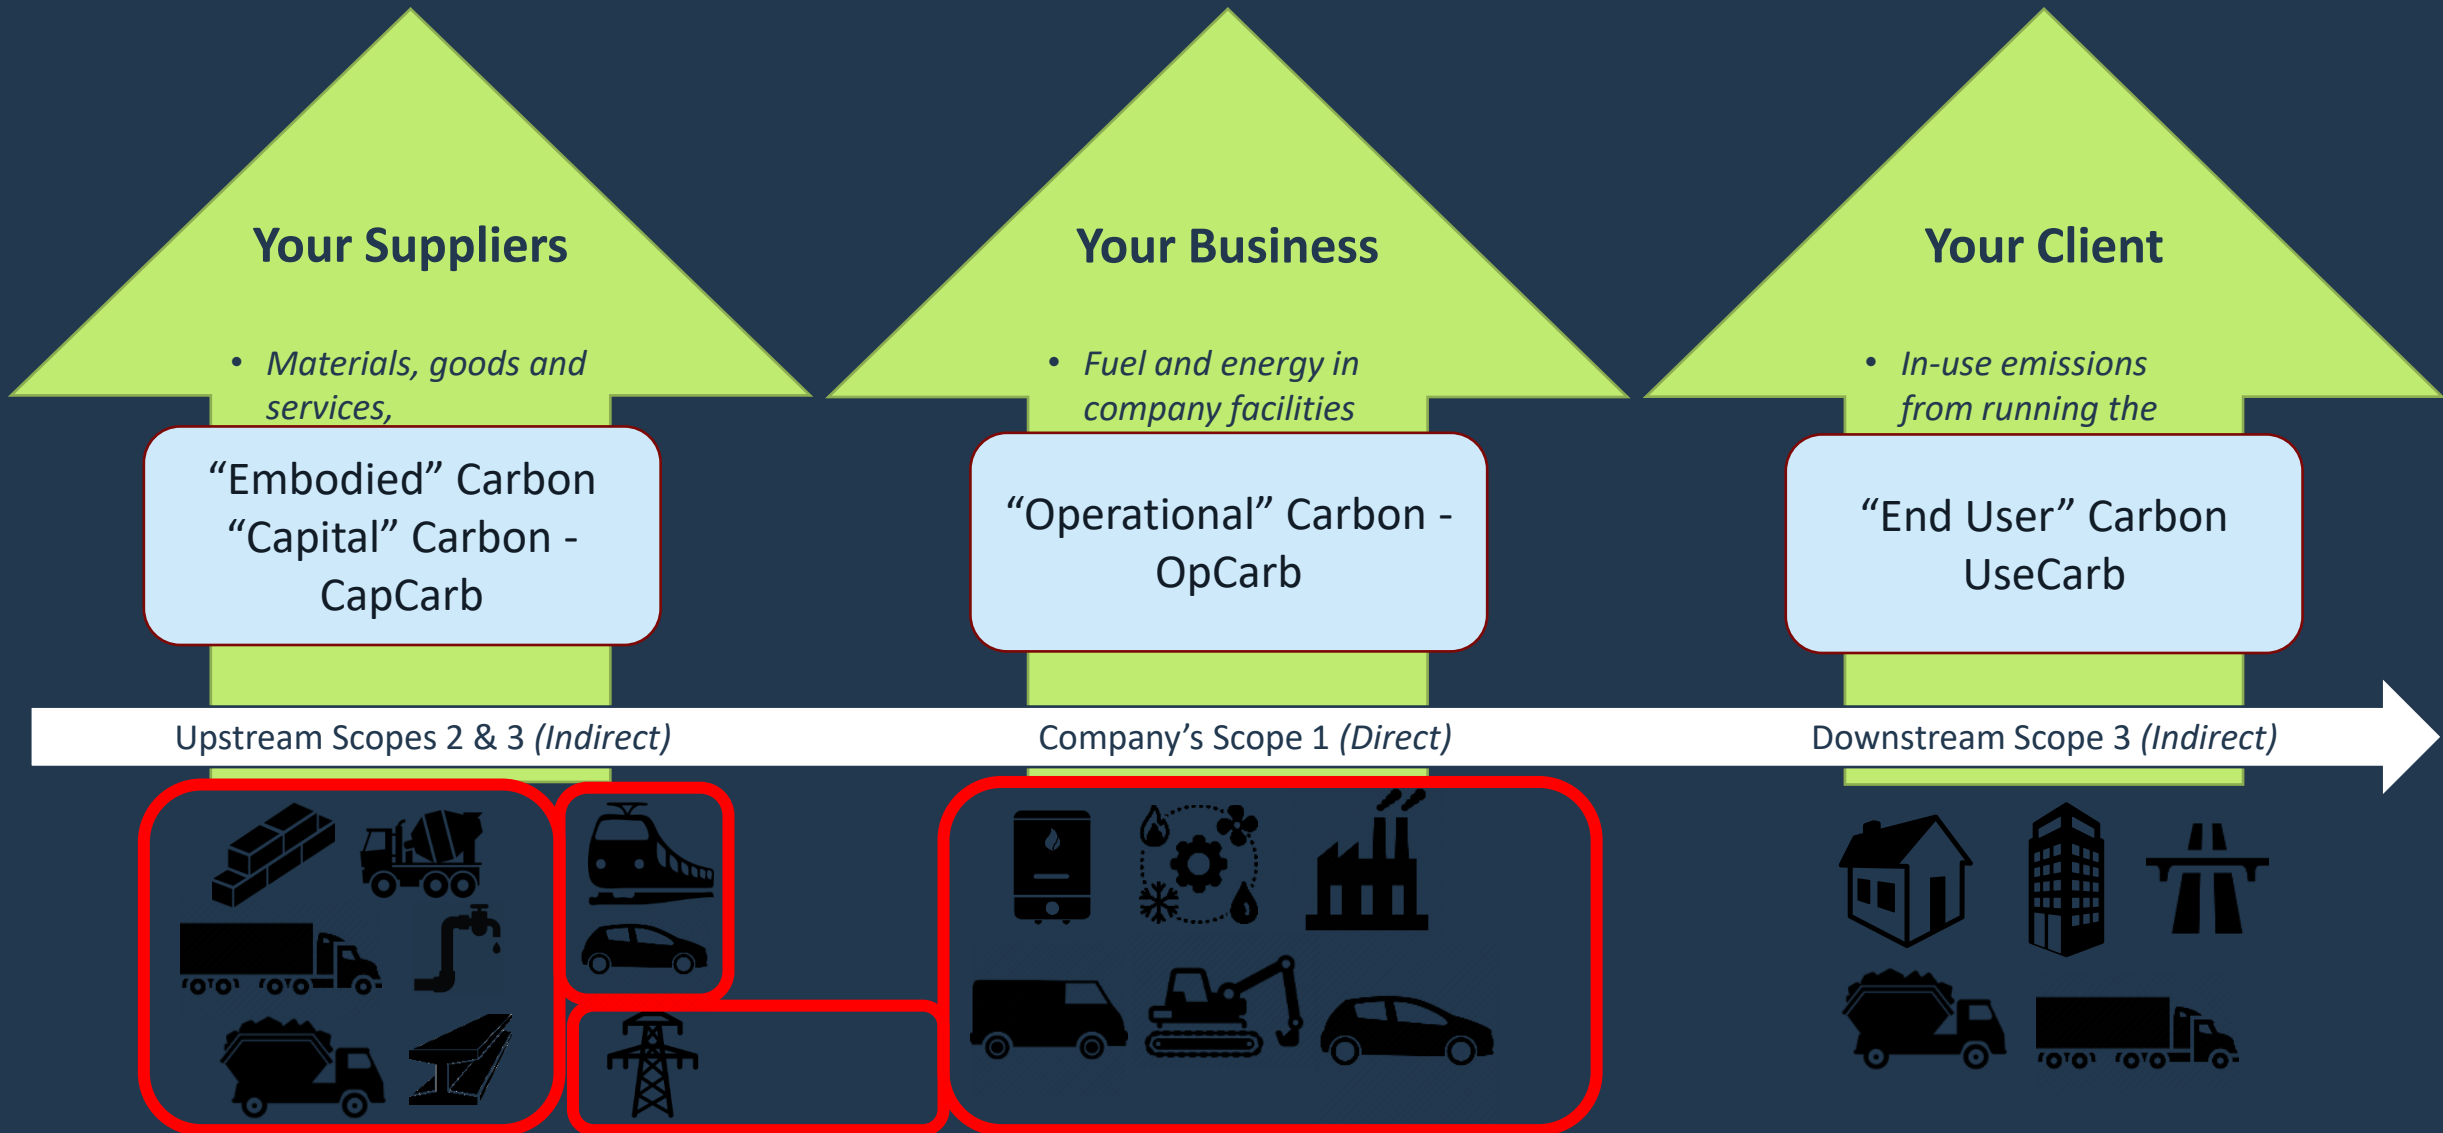 Your Suppliers
• Materials, goods and
services,
“Embodied” Carbon
“Capital” Carbon -
CapCarb
Your Business
• Fuel and energy in
company facilities
“Operational” Carbon -
OpCarb
Your Client
• In-use emissions
from running the
“End User” Carbon
UseCarb
Upstream Scopes 2 & 3 (Indirect)
Company’s Scope 1 (Direct)
Downstream Scope 3 (Indirect)